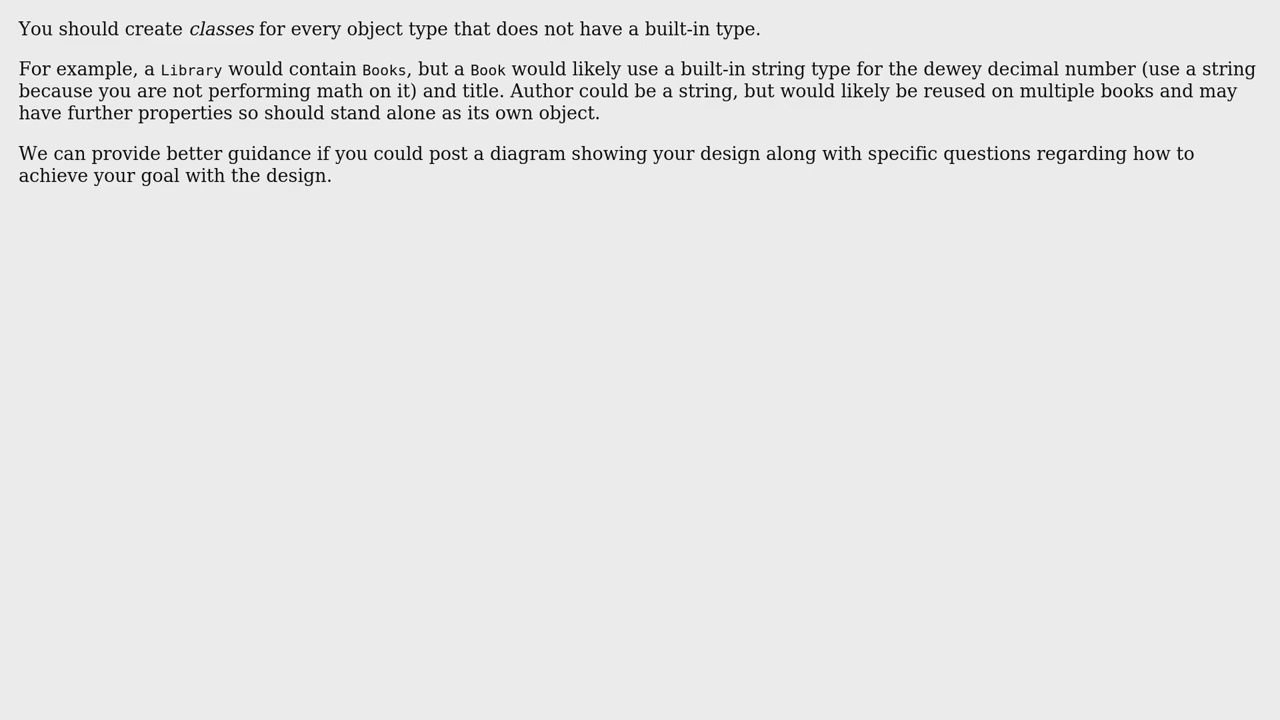 You should create classes for every object type that does not have a built-in type.
For example, a Library would contain Books, but a Book would likely use a built-in string type for the dewey decimal number (use a string
because you are not performing math on it) and title. Author could be a string, but would likely be reused on multiple books and may
have further properties so should stand alone as its own object.
We can provide better guidance if you could post a diagram showing your design along with specific questions regarding how to
achieve your goal with the design.